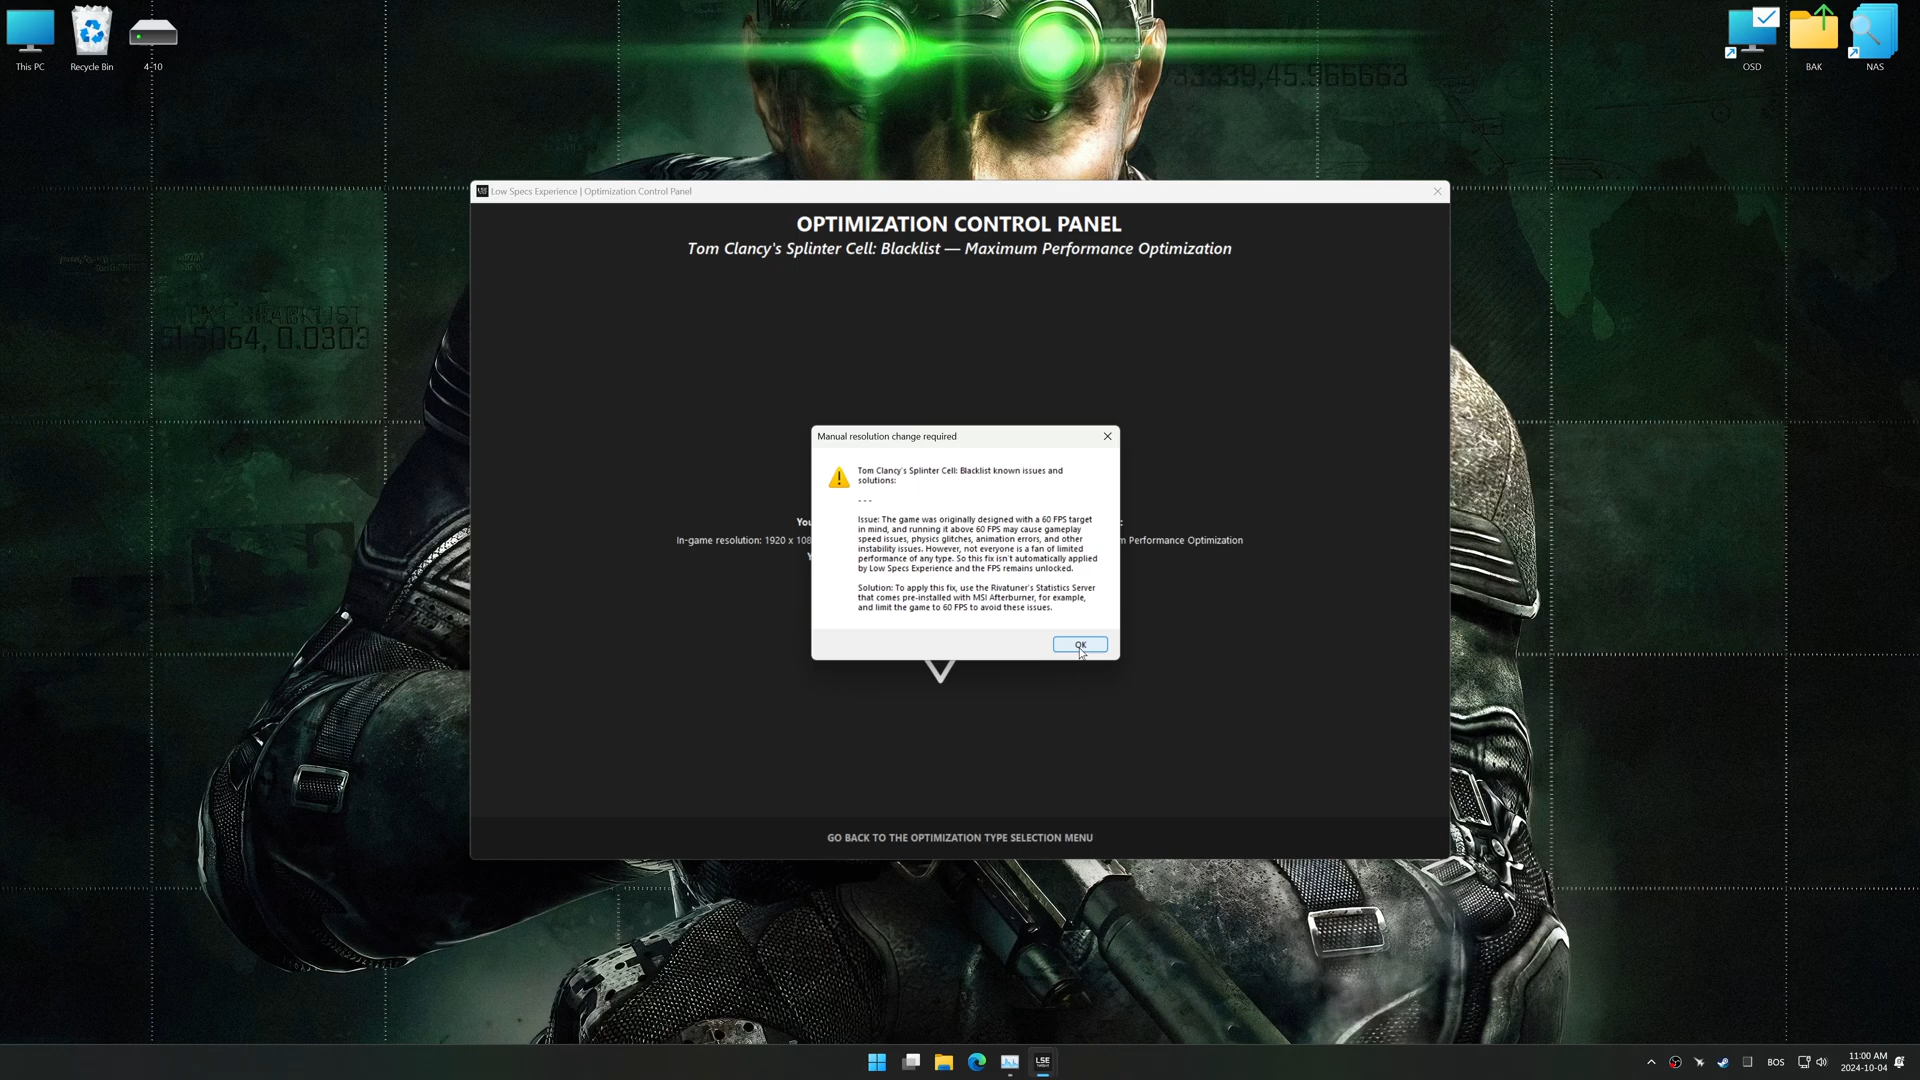 This PC
Recycle Bin
4-10
OSD
BAK
NAS
Low Specs Experience | Optimization Control Panel
OPTIMIZATION CONTROL PANEL
Tom Clancy's Splinter Cell: Blacklist — Maximum Performance Optimization
Manual resolution change required
Tom Clancy's Splinter Cell: Blacklist known issues and
solutions:
- - -
Issue: The game was originally designed with a 60 FPS target
in mind, and running it above 60 FPS may cause gameplay
speed issues, physics glitches, animation errors, and other
instability issues. However, not everyone is a fan of limited
performance of any type. So this fix isn't automatically applied
by Low Specs Experience and the FPS remains unlocked.
Solution: To apply this fix, use the Rivatuner's Statistics Server
that comes pre-installed with MSI Afterburner, for example,
and limit the game to 60 FPS to avoid these issues.
OK
You
In-game resolution: 1920 x 108
Performance Optimization
GO BACK TO THE OPTIMIZATION TYPE SELECTION MENU
LSE
BOS
11:00 AM
2024-10-04